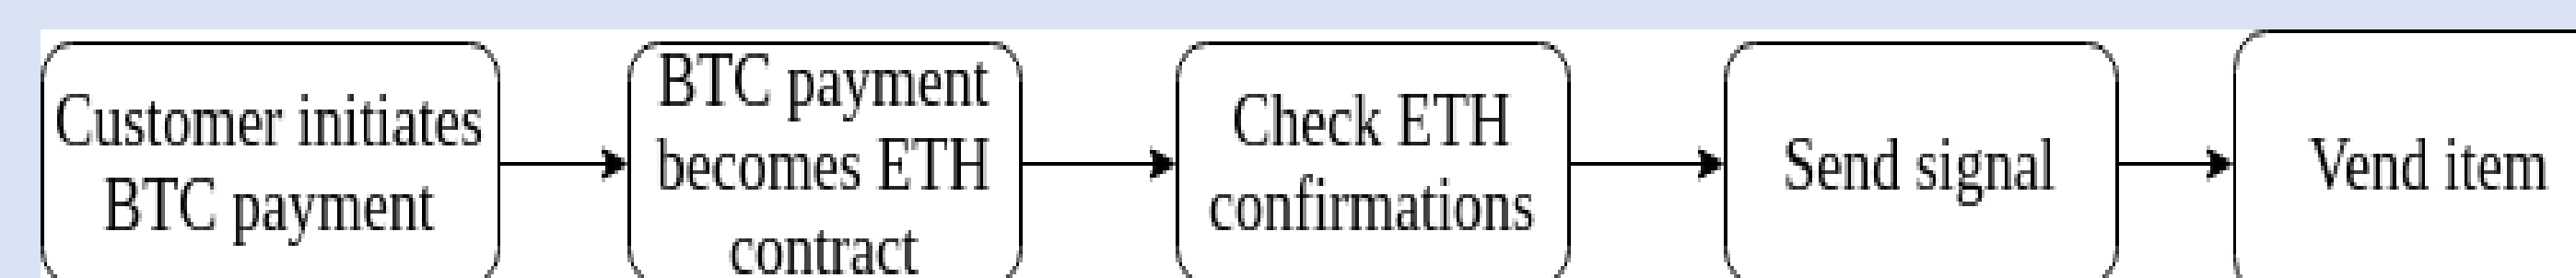 Customer initiates
BTC payment
BTC payment
becomes ETH
contract
Check ETH
confirmations
Send signal
Vend item